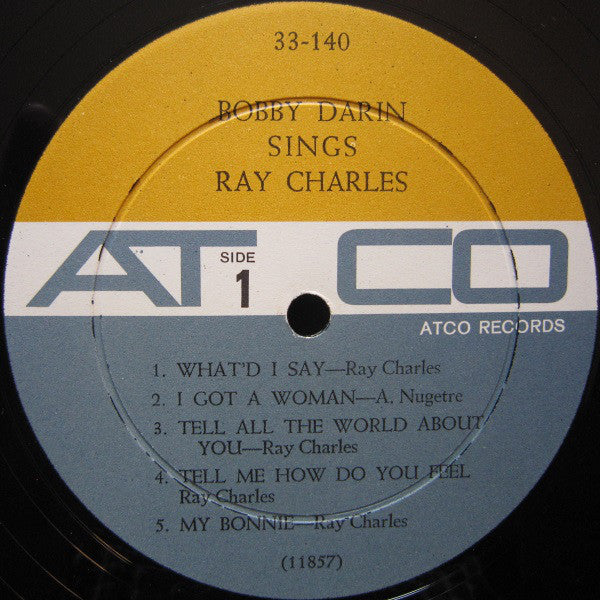 33-140
BOBBY DARIN
SINGS
RAY CHARLES
ATCO
SIDE
1
ATCO RECORDS
1. WHAT'D I SAY—Ray Charles
2. I GOT A WOMAN—A. Nugetre
3. TELL ALL THE WORLD ABOUT
YOU—Ray Charles
4. TELL ME HOW DO YOU FEEL
Ray Charles
5. MY BONNIE—Ray Charles
(11857)